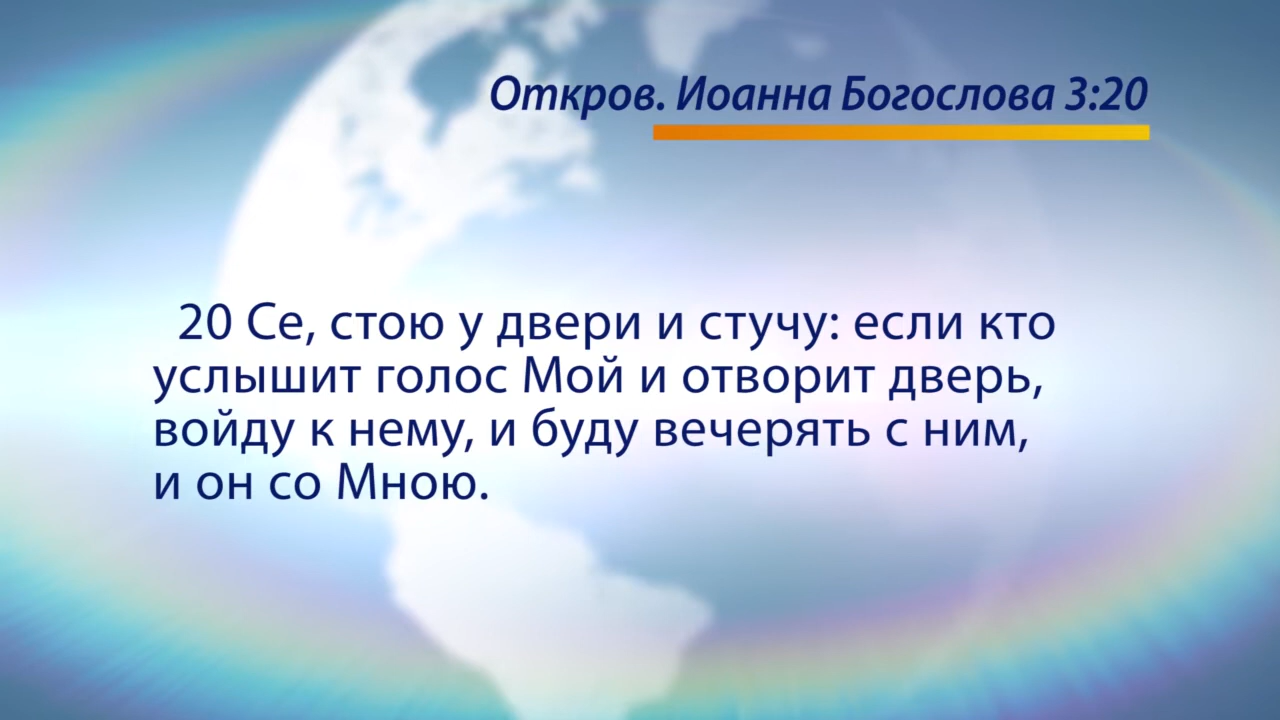 Откров. Иоанна Богослова 3:20
20 Се, стою у двери и стучу: если кто
услышит голос Мой и отворит дверь,
войду к нему, и буду вечерять с ним,
и он со Мною.